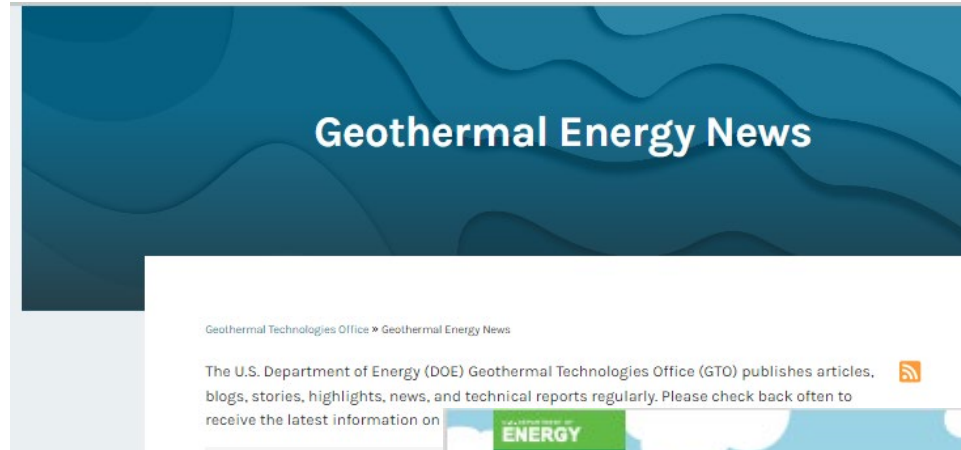 Geothermal Energy News
Geothermal Technologies Office » Geothermal Energy News
The U.S. Department of Energy (DOE) Geothermal Technologies Office (GTO) publishes articles,
blogs, stories, highlights, news, and technical reports regularly. Please check back often to
receive the latest information on
ENERGY